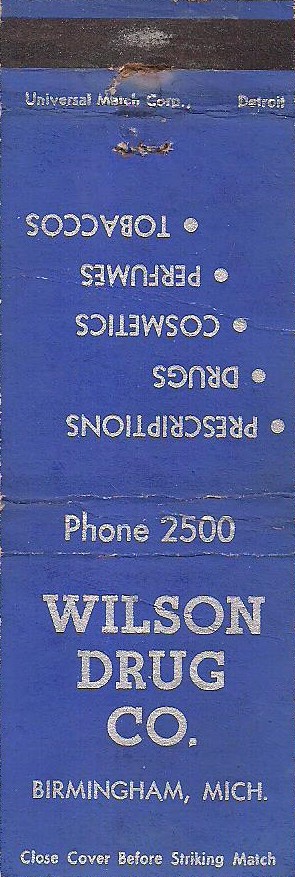 Universal Match Corp., Detroit
• PRESCRIPTIONS
• DRUGS
• COSMETICS
• PERFUMES
• TOBACCOS
Phone 2500
WILSON
DRUG
CO.
BIRMINGHAM, MICH.
Close Cover Before Striking Match